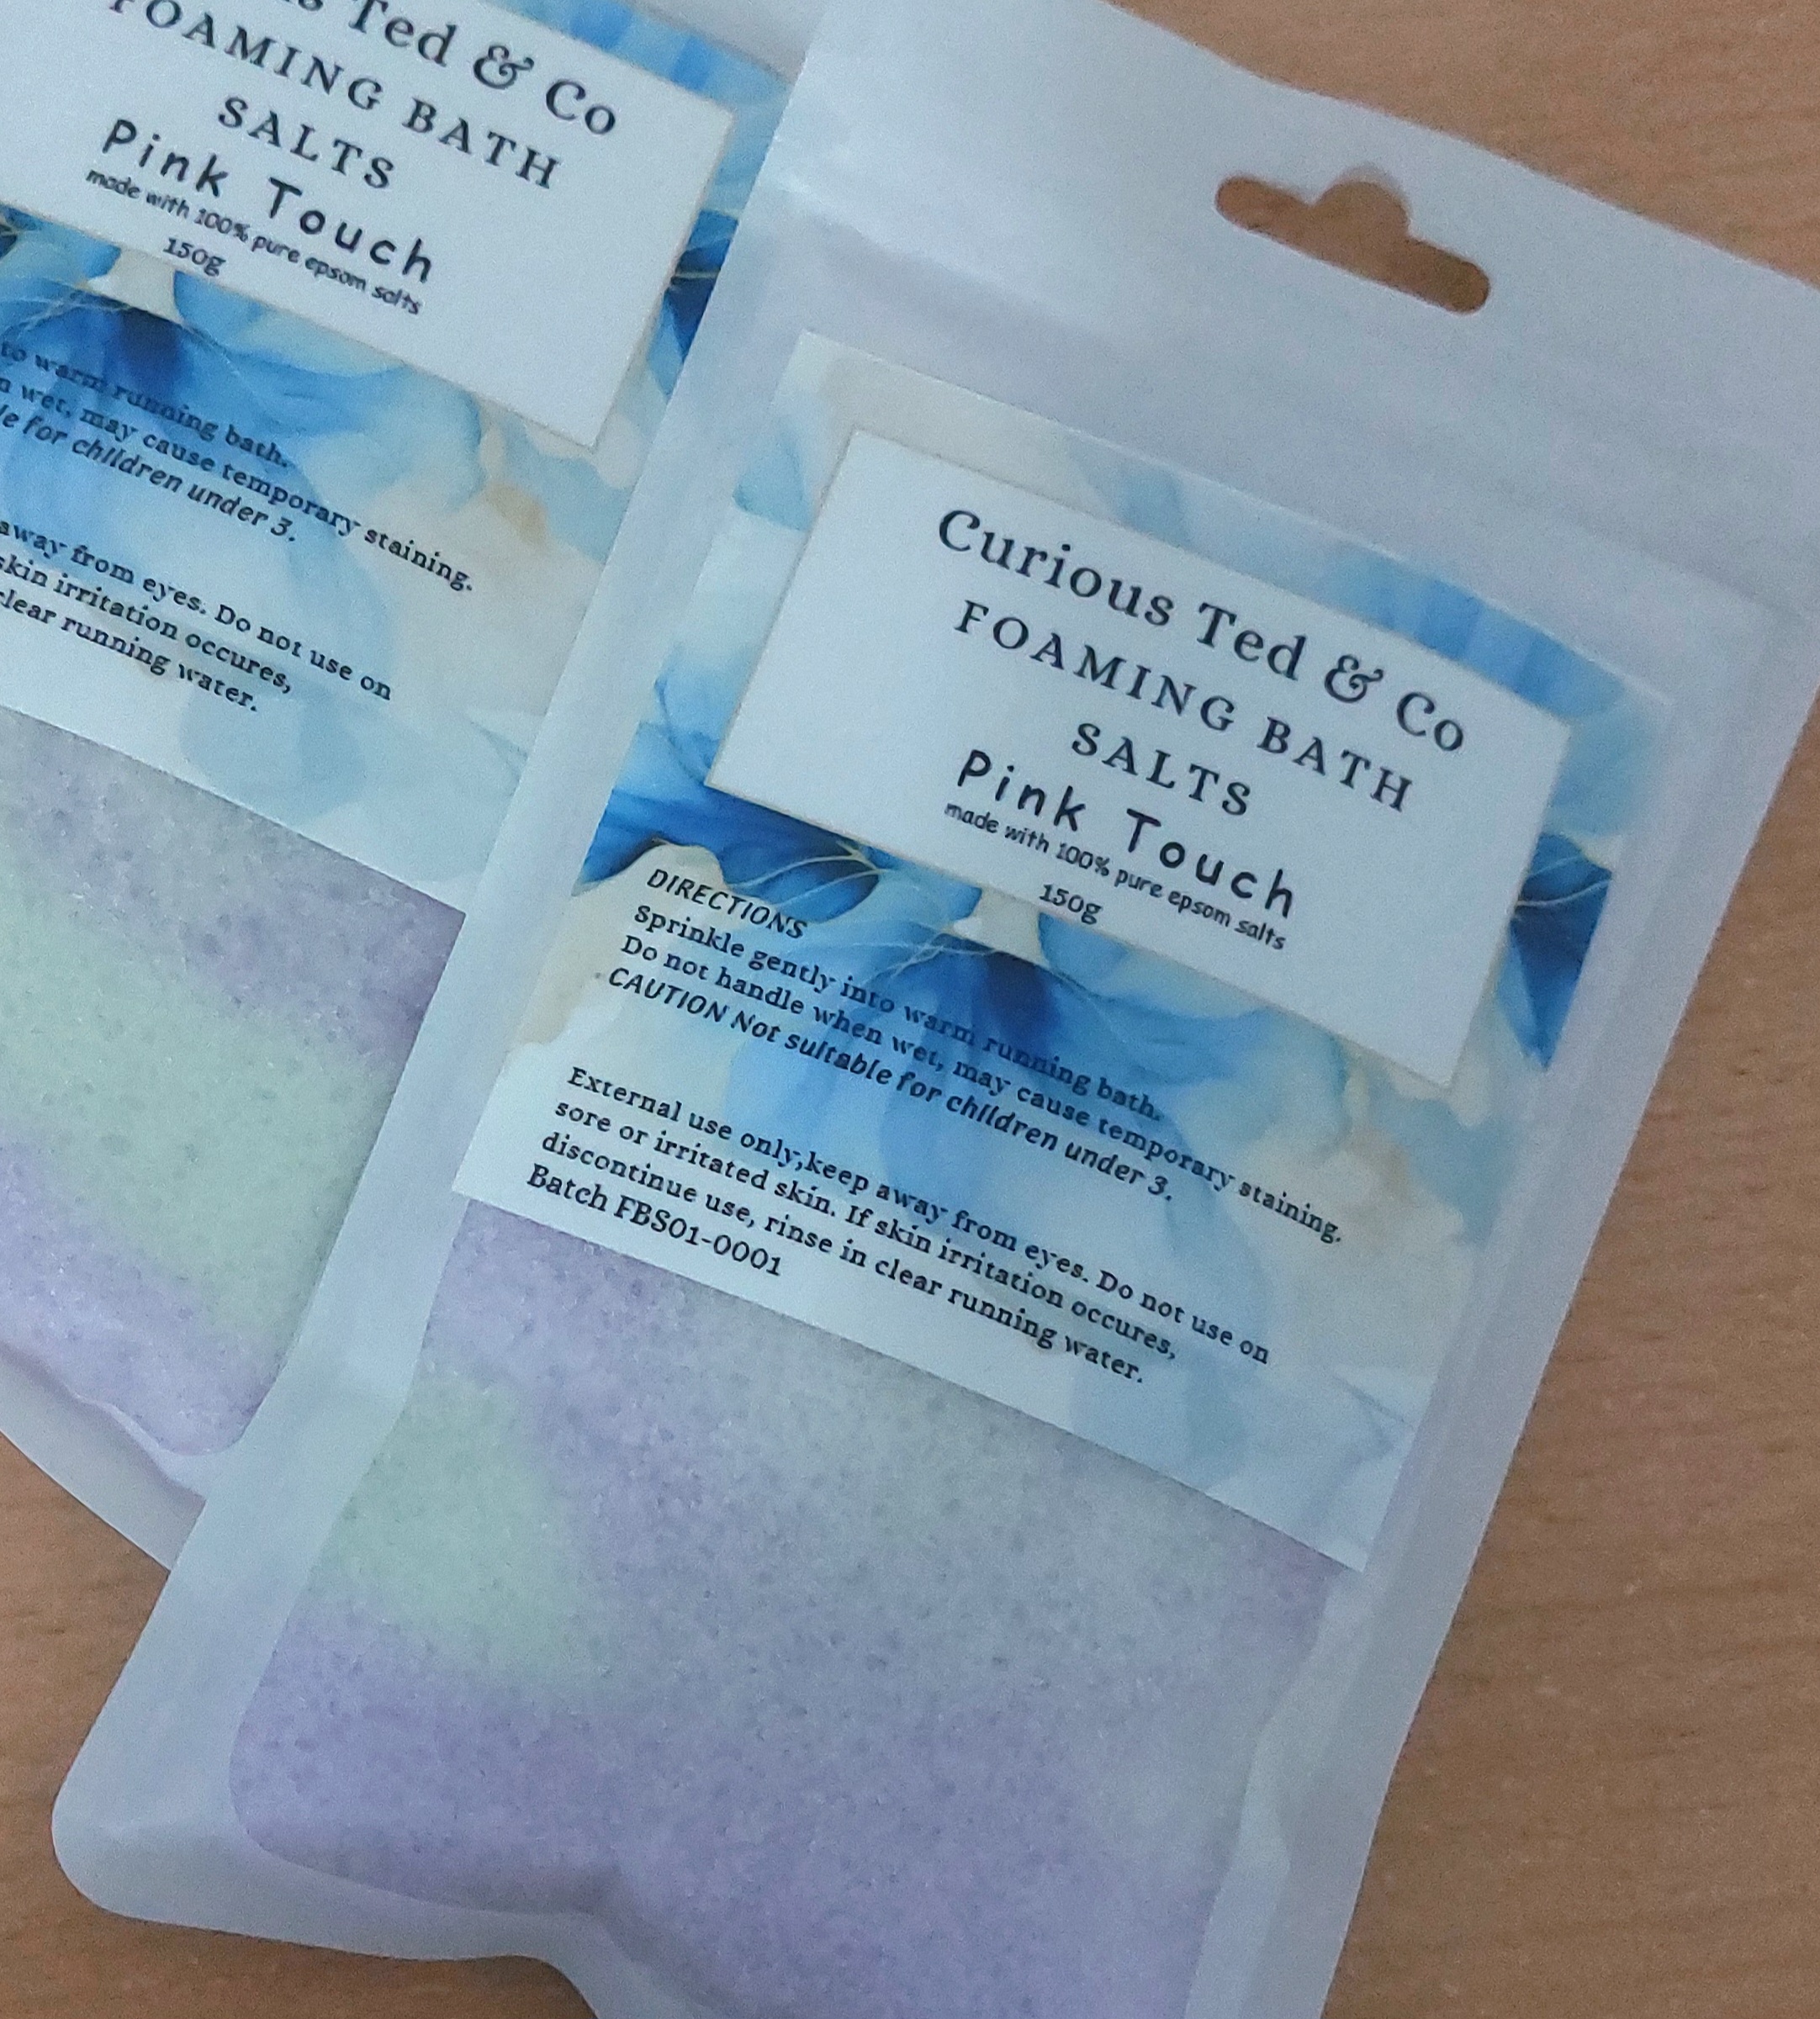 Ted & Co
FOAMING BATH
SALTS
Pink Touch
made with 100% pure epsom salts
150g
to warm running bath.
wet, may cause temporary staining.
for children under 3.
away from eyes. Do not use on
skin irritation occures,
clear running water.
Curious Ted & Co
FOAMING BATH
SALTS
Pink Touch
made with 100% pure epsom salts
150g
DIRECTIONS
Sprinkle gently into warm running bath.
Do not handle when wet, may cause temporary staining.
CAUTION Not suitable for children under 3.
External use only,keep away from eyes. Do not use on
sore or irritated skin. If skin irritation occures,
discontinue use, rinse in clear running water.
Batch FBS01-0001